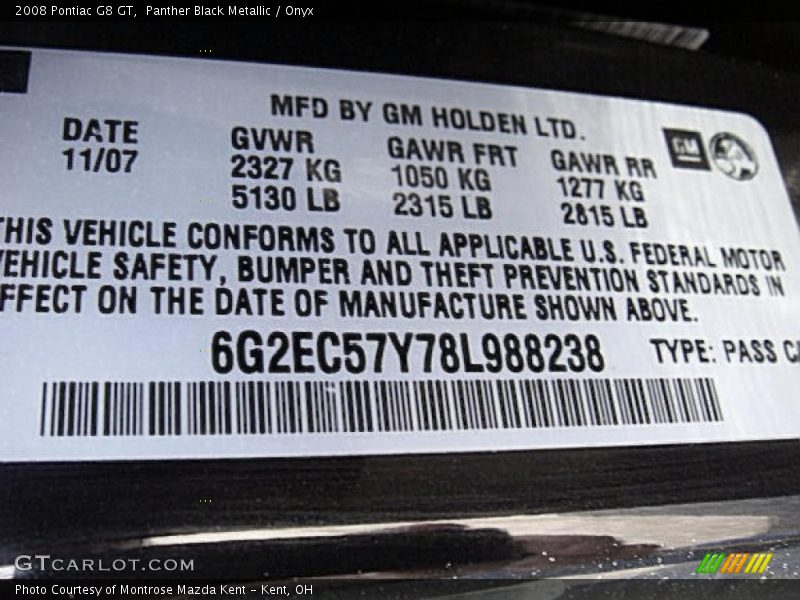 2008 Pontiac G8 GT, Panther Black Metallic / Onyx
MFD BY GM HOLDEN LTD.
DATE GVWR GAWR FRT GAWR RR
11/07 2327 KG 1050 KG 1277 KG
5130 LB 2315 LB 2815 LB
GM
THIS VEHICLE CONFORMS TO ALL APPLICABLE U.S. FEDERAL MOTOR
VEHICLE SAFETY, BUMPER AND THEFT PREVENTION STANDARDS IN
FFECT ON THE DATE OF MANUFACTURE SHOWN ABOVE.
6G2EC57Y78L988238 TYPE: PASS CA
GTCARLOT.COM
Photo Courtesy of Montrose Mazda Kent - Kent, OH